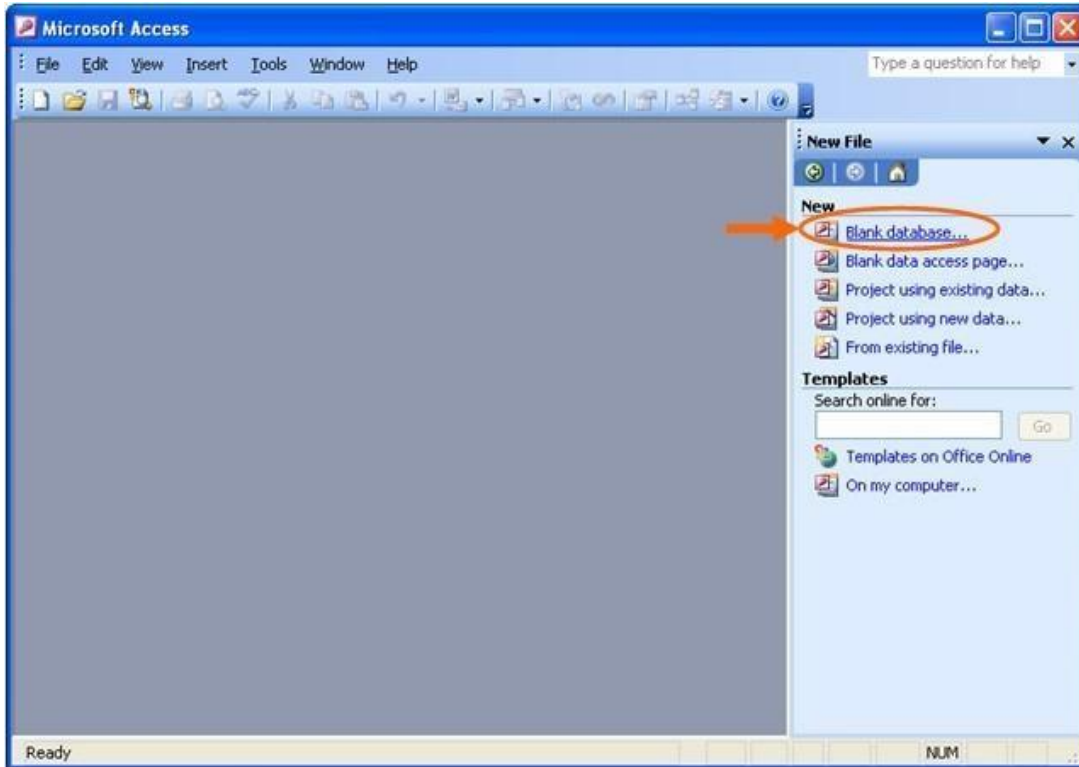 Microsoft Access
File Edit View Insert Tools Window Help
Type a question for help
New File
New
Blank database...
Blank data access page...
Project using existing data...
Project using new data...
From existing file...
Templates
Search online for:
Go
Templates on Office Online
On my computer...
Ready
NUM